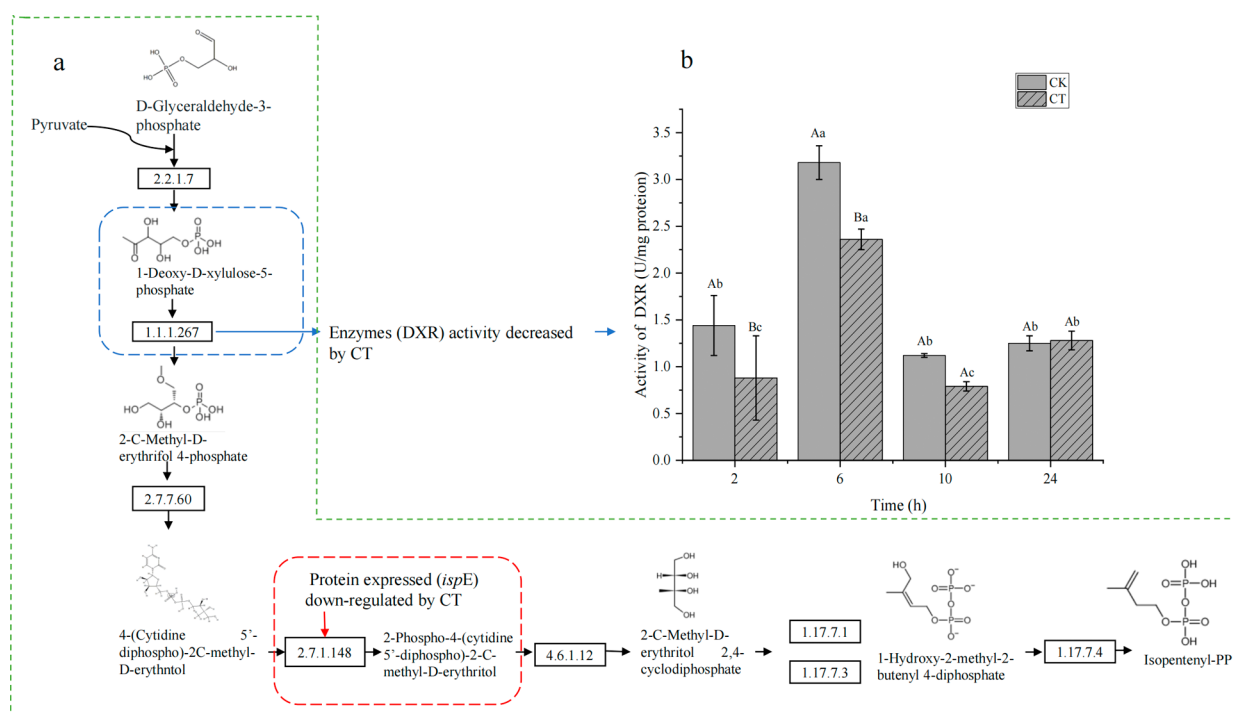 a
D-Glyceraldehyde-3-
phosphate
Pyruvate
2.2.1.7
1-Deoxy-D-xylulose-5-
phosphate
1.1.1.267
Enzymes (DXR) activity decreased
by CT
2-C-Methyl-D-
erythrifol 4-phosphate
2.7.7.60
4-(Cytidine 5’-
diphospho)-2C-methyl-
D-erythntol
Protein expressed (ispE)
down-regulated by CT
2.7.1.148
2-Phospho-4-(cytidine
5’-diphospho)-2-C-
methyl-D-erythritol
4.6.1.12
2-C-Methyl-D-
erychritol 2,4-
cyclodiphosphate
1.17.7.1
1.17.7.3
1-Hydroxy-2-methyl-2-
butenyl 4-diphosphate
1.17.7.4
Isopentenyl-PP
b
CK
CT
Activity of DXR (U/mg proteion)
3.5
3.0
2.5
2.0
1.5
1.0
0.5
0.0
Ab
Bc
Aa
Ba
Ab
Ac
Ab
Ab
2
6
10
24
Time (h)